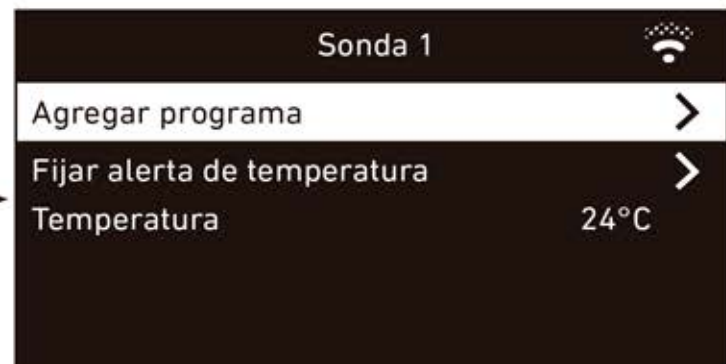 Sonda 1
Agregar programa
Fijar alerta de temperatura
Temperatura 24°C